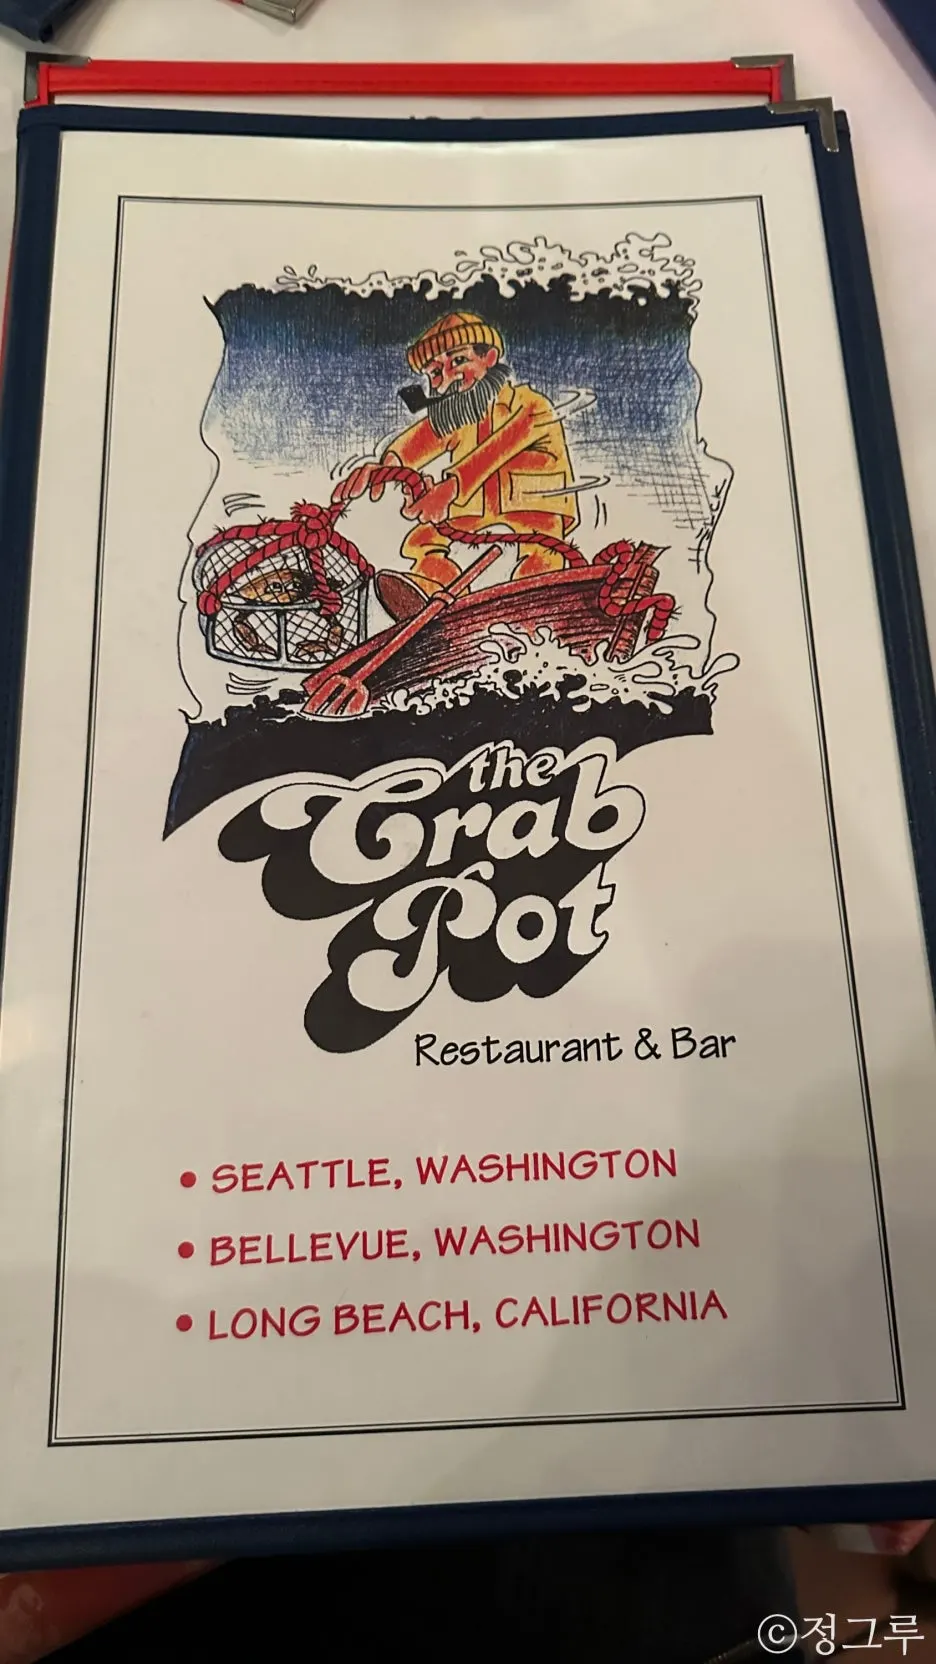 the
Crab
Pot
Restaurant & Bar
• SEATTLE, WASHINGTON
• BELLEVUE, WASHINGTON
• LONG BEACH, CALIFORNIA
©정그루